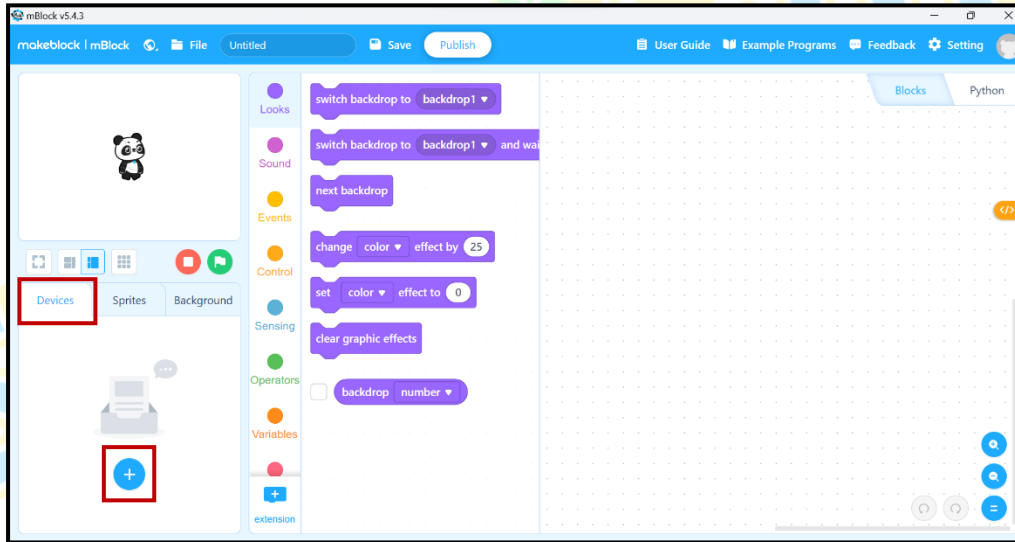 mBlock v5.4.3
makeblock | mBlock File Untitled Save Publish User Guide Example Programs Feedback Setting
Blocks Python
Looks
Sound
Events
Control
Sensing
Operators
Variables
extension
switch backdrop to backdrop1
switch backdrop to backdrop1 and wai
next backdrop
change color effect by 25
set color effect to 0
clear graphic effects
backdrop number
Devices Sprites Background